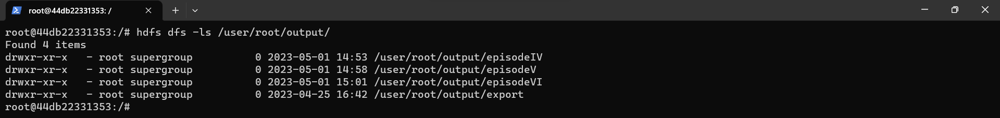 root@44db22331353: /
root@44db22331353:/# hdfs dfs -ls /user/root/output/
Found 4 items
drwxr-xr-x   - root supergroup          0 2023-05-01 14:53 /user/root/output/episodeIV
drwxr-xr-x   - root supergroup          0 2023-05-01 14:58 /user/root/output/episodeV
drwxr-xr-x   - root supergroup          0 2023-05-01 15:01 /user/root/output/episodeVI
drwxr-xr-x   - root supergroup          0 2023-04-25 16:42 /user/root/output/export
root@44db22331353:/#